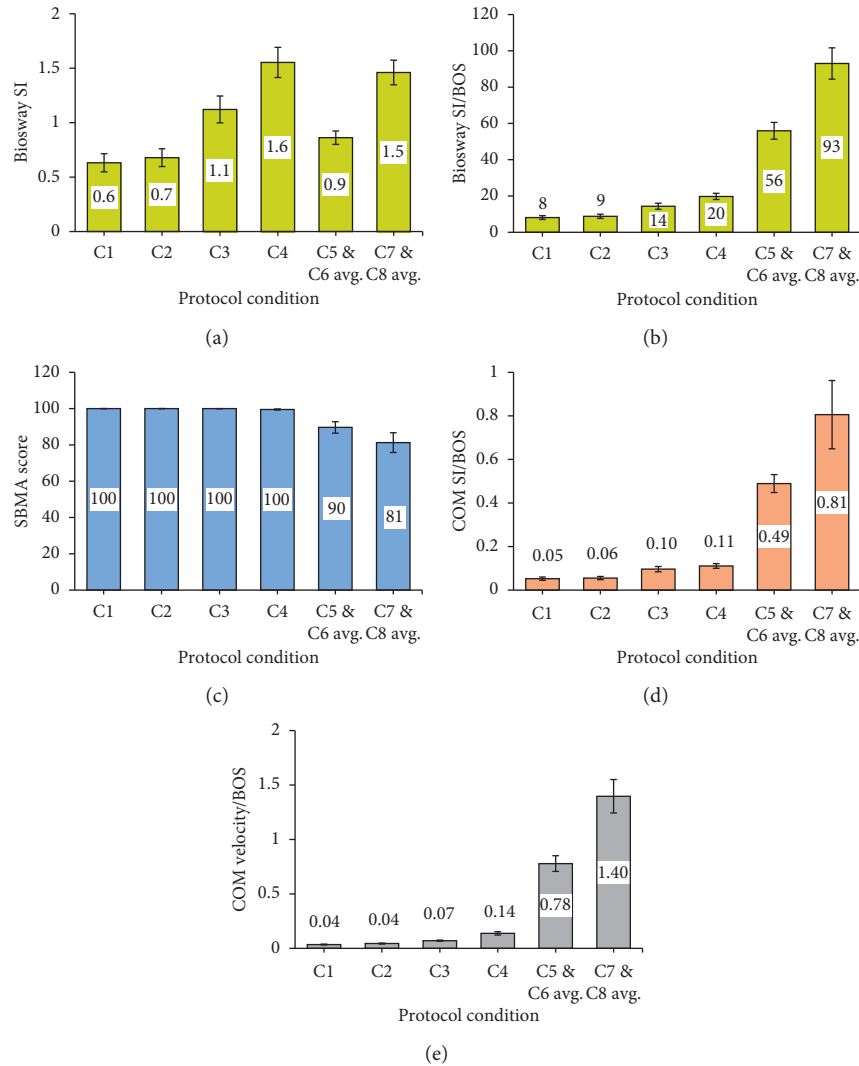 2
1.5
1
0.5
0
Biosway SI
0.6
0.7
1.1
1.6
0.9
1.5
C1 C2 C3 C4 C5 & C7 &
C6 avg. C8 avg.
Protocol condition
(a)
120
100
80
60
40
20
0
Biosway SI/BOS
8
9
14
20
56
93
C1 C2 C3 C4 C5 & C7 &
C6 avg. C8 avg.
Protocol condition
(b)
120
100
80
60
40
20
0
SBMA score
100
100
100
100
90
81
C1 C2 C3 C4 C5 & C7 &
C6 avg. C8 avg.
Protocol condition
(c)
1
0.8
0.6
0.4
0.2
0
COM SI/BOS
0.05
0.06
0.10
0.11
0.49
0.81
C1 C2 C3 C4 C5 & C7 &
C6 avg. C8 avg.
Protocol condition
(d)
2
1.5
1
0.5
0
COM velocity/BOS
0.04
0.04
0.07
0.14
0.78
1.40
C1 C2 C3 C4 C5 & C7 &
C6 avg. C8 avg.
Protocol condition
(e)